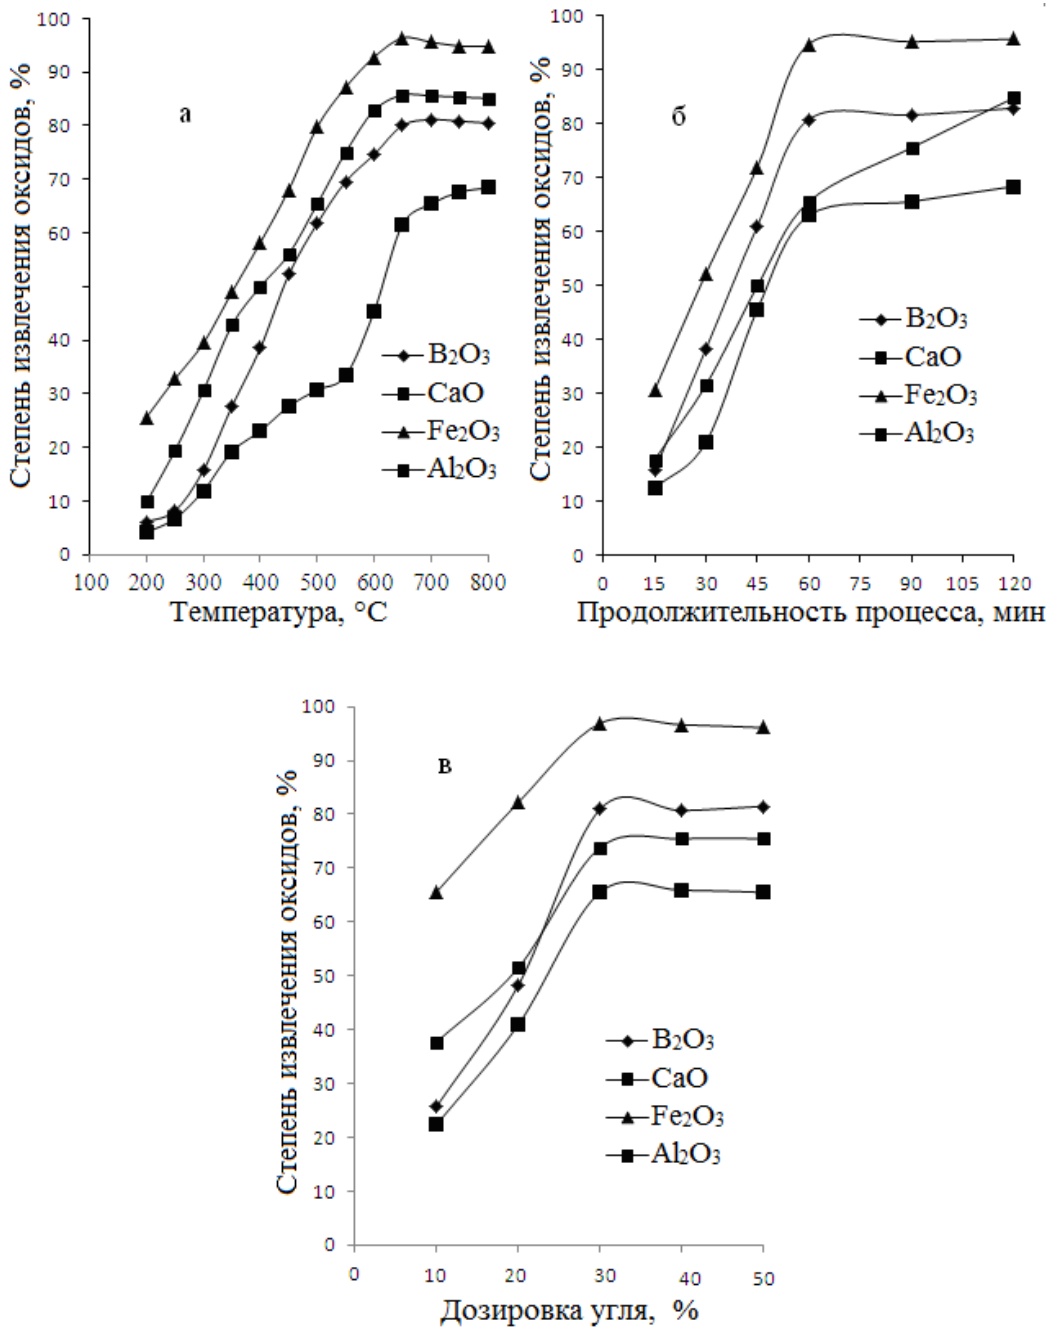 Степень извлечения оксидов, %
100
90
80
70
60
40
30
20
10
0
а
B₂O₃
CaO
Fe₂O₃
Al₂O₃
100 200 300 400 500 600 700 800
Температура, °C
Степень извлечения оксидов, %
100
90
80
70
60
50
40
30
20
10
0
б
B₂O₃
CaO
Fe₂O₃
Al₂O₃
0 15 30 45 60 75 90 105 120
Продолжительность процесса, мин
Степень извлечения оксидов, %
100
90
80
70
60
50
40
30
20
10
0
в
B₂O₃
CaO
Fe₂O₃
Al₂O₃
0 10 20 30 40 50
Дозировка угля, %